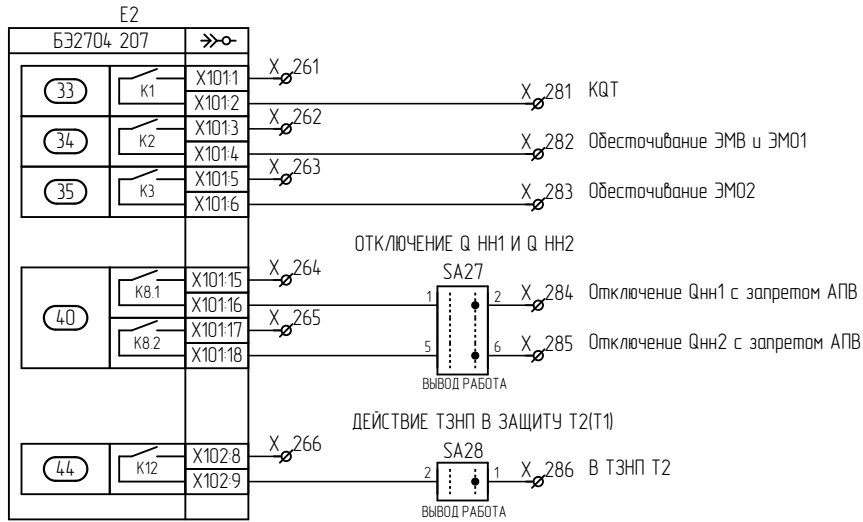 E2
БЭ2704 207
33 K1 X101:1 X 261
X101:2 X 281 KQT
34 K2 X101:3 X 262
X101:4 X 282 Обесточивание ЭМВ и ЭМО1
35 K3 X101:5 X 263
X101:6 X 283 Обесточивание ЭМО2
ОТКЛЮЧЕНИЕ Q НН1 И Q НН2
40 K8.1 X101:15 X 264 SA27
X101:16 1 2 X 284 Отключение Qнн1 с запретом АПВ
K8.2 X101:17 X 265
X101:18 5 6 X 285 Отключение Qнн2 с запретом АПВ
ВЫВОД РАБОТА
ДЕЙСТВИЕ ТЗНП В ЗАЩИТУ Т2(Т1)
44 K12 X102:8 X 266 SA28
X102:9 2 1 X 286 В ТЗНП Т2
ВЫВОД РАБОТА